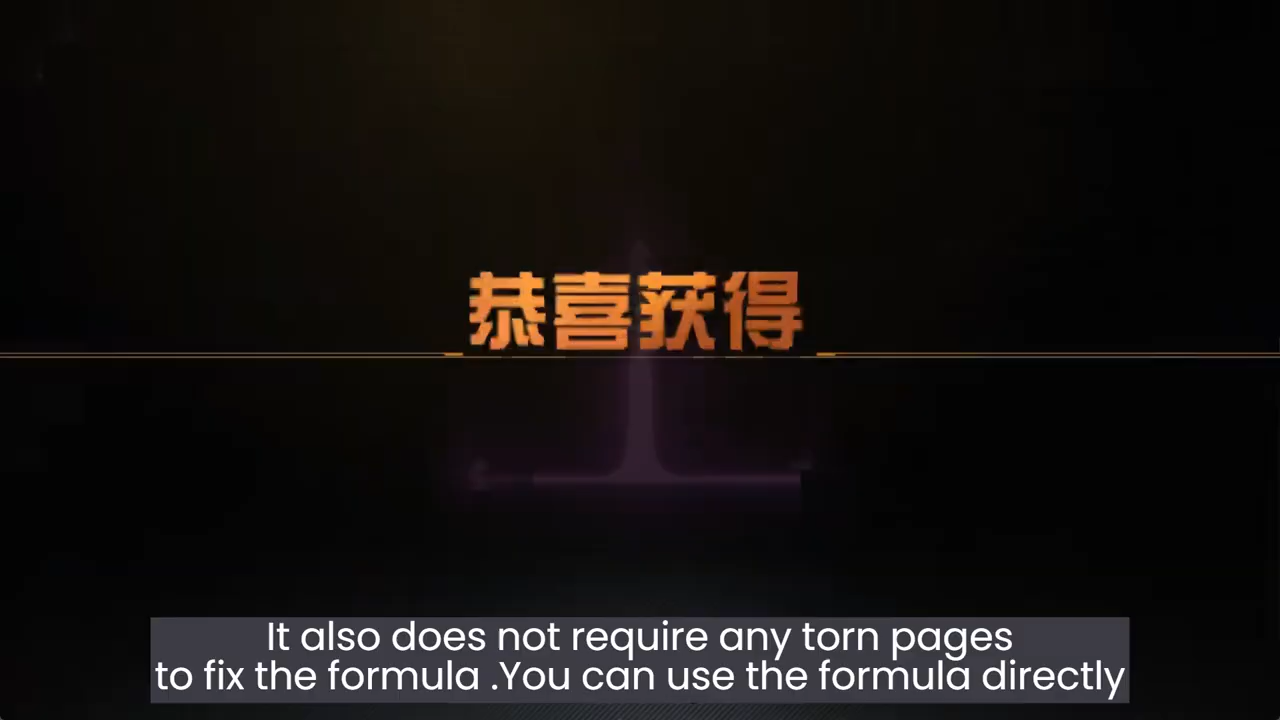 恭喜获得
It also does not require any torn pages
to fix the formula .You can use the formula directly